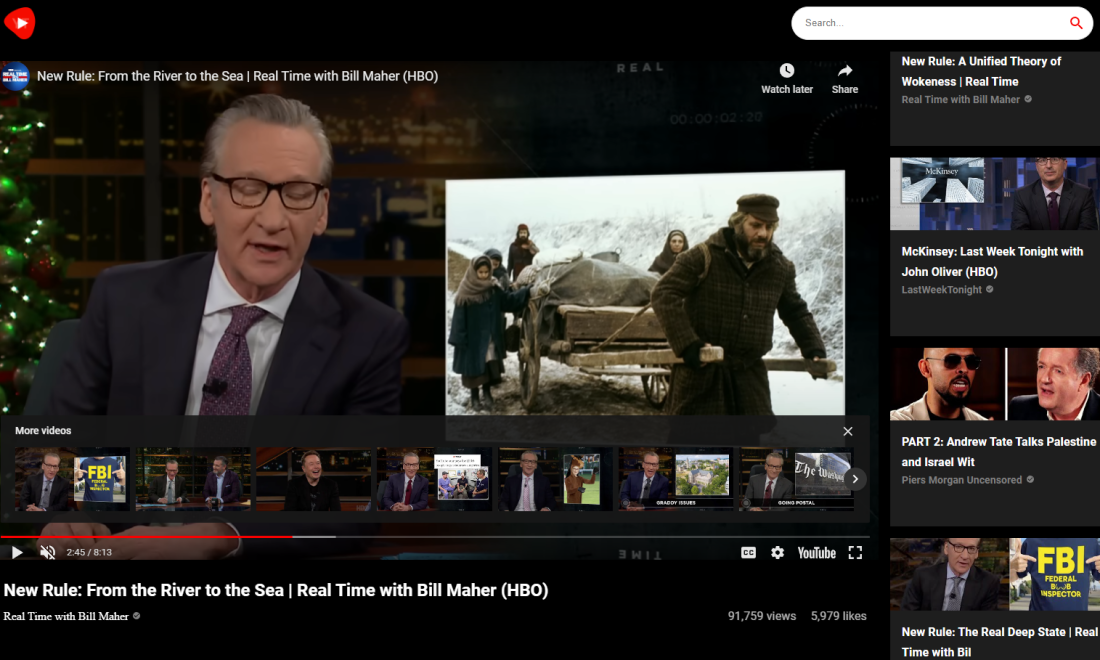 Search...
New Rule: From the River to the Sea | Real Time with Bill Maher (HBO)
Watch later
Share
REAL
00:00:02:20
More videos
FBI
GRADDY ISSUES
GOING POSTAL
2:45 / 8:13
CC
YouTube
TIME
New Rule: From the River to the Sea | Real Time with Bill Maher (HBO)
Real Time with Bill Maher
91,759 views
5,979 likes
New Rule: A Unified Theory of
Wokeness | Real Time
Real Time with Bill Maher
McKinsey
McKinsey: Last Week Tonight with
John Oliver (HBO)
LastWeekTonight
PART 2: Andrew Tate Talks Palestine
and Israel Wit
Piers Morgan Uncensored
FBI
FEDERAL
INSPECTOR
New Rule: The Real Deep State | Real
Time with Bil